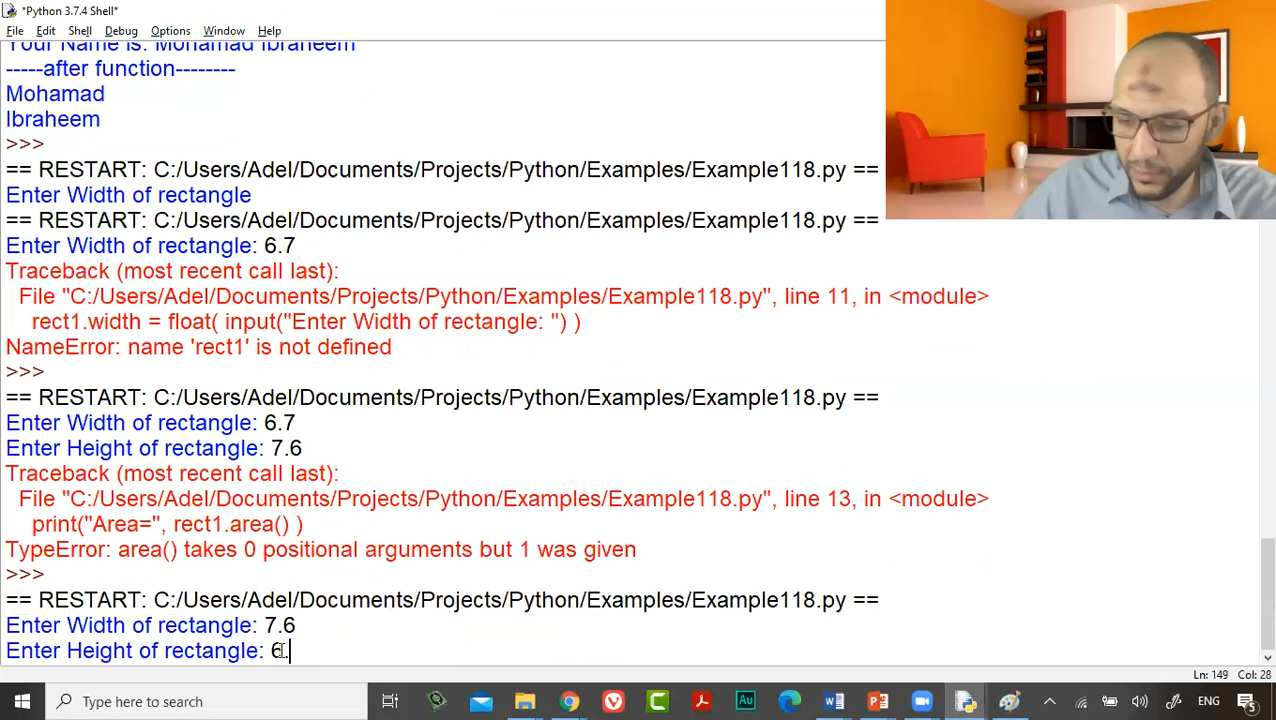 *Python 3.7.4 Shell*
File Edit Shell Debug Options Window Help
Your Name is: Mohamad Ibraheem
-----after function--------
Mohamad
Ibraheem
>>>
== RESTART: C:/Users/Adel/Documents/Projects/Python/Examples/Example118.py ==
Enter Width of rectangle
== RESTART: C:/Users/Adel/Documents/Projects/Python/Examples/Example118.py ==
Enter Width of rectangle: 6.7
Traceback (most recent call last):
File "C:/Users/Adel/Documents/Projects/Python/Examples/Example118.py", line 11, in <module>
rect1.width = float( input("Enter Width of rectangle: ") )
NameError: name 'rect1' is not defined
>>>
== RESTART: C:/Users/Adel/Documents/Projects/Python/Examples/Example118.py ==
Enter Width of rectangle: 6.7
Enter Height of rectangle: 7.6
Traceback (most recent call last):
File "C:/Users/Adel/Documents/Projects/Python/Examples/Example118.py", line 13, in <module>
print("Area=", rect1.area() )
TypeError: area() takes 0 positional arguments but 1 was given
>>>
== RESTART: C:/Users/Adel/Documents/Projects/Python/Examples/Example118.py ==
Enter Width of rectangle: 7.6
Enter Height of rectangle: 6.
Ln: 149 Col: 28
Type here to search
Au
ENG
5